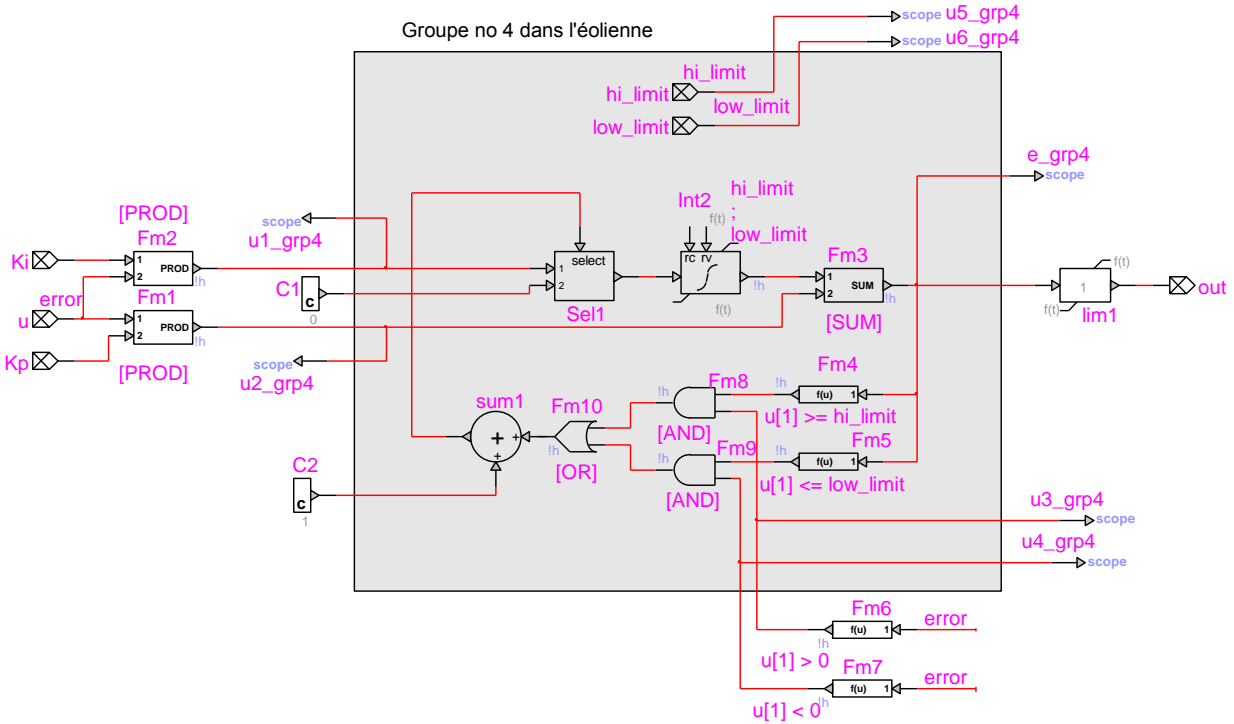 Groupe no 4 dans l'éolienne
scope u5_grp4
scope u6_grp4
hi_limit
hi_limit
low_limit
low_limit
e_grp4
scope
[PROD]
Fm2
Ki
1
2
PROD
!h
scope
u1_grp4
error
u
Fm1
1
2
PROD
!h
Kp
[PROD]
C1
c
0
scope
u2_grp4
select
1
2
Sel1
Int2
f(t)
rc
rv
f(t)
hi_limit
;
low_limit
!h
Fm3
1
2
SUM
!h
[SUM]
f(t)
1
f(t)
lim1
out
sum1
+
+
+
C2
c
1
Fm10
!h
[OR]
Fm8
!h
[AND]
Fm9
!h
[AND]
Fm4
!h
f(u)
1
u[1] >= hi_limit
Fm5
!h
f(u)
1
u[1] <= low_limit
u3_grp4
scope
u4_grp4
scope
Fm6
f(u)
1
error
!h
u[1] > 0
Fm7
f(u)
1
error
!h
u[1] < 0